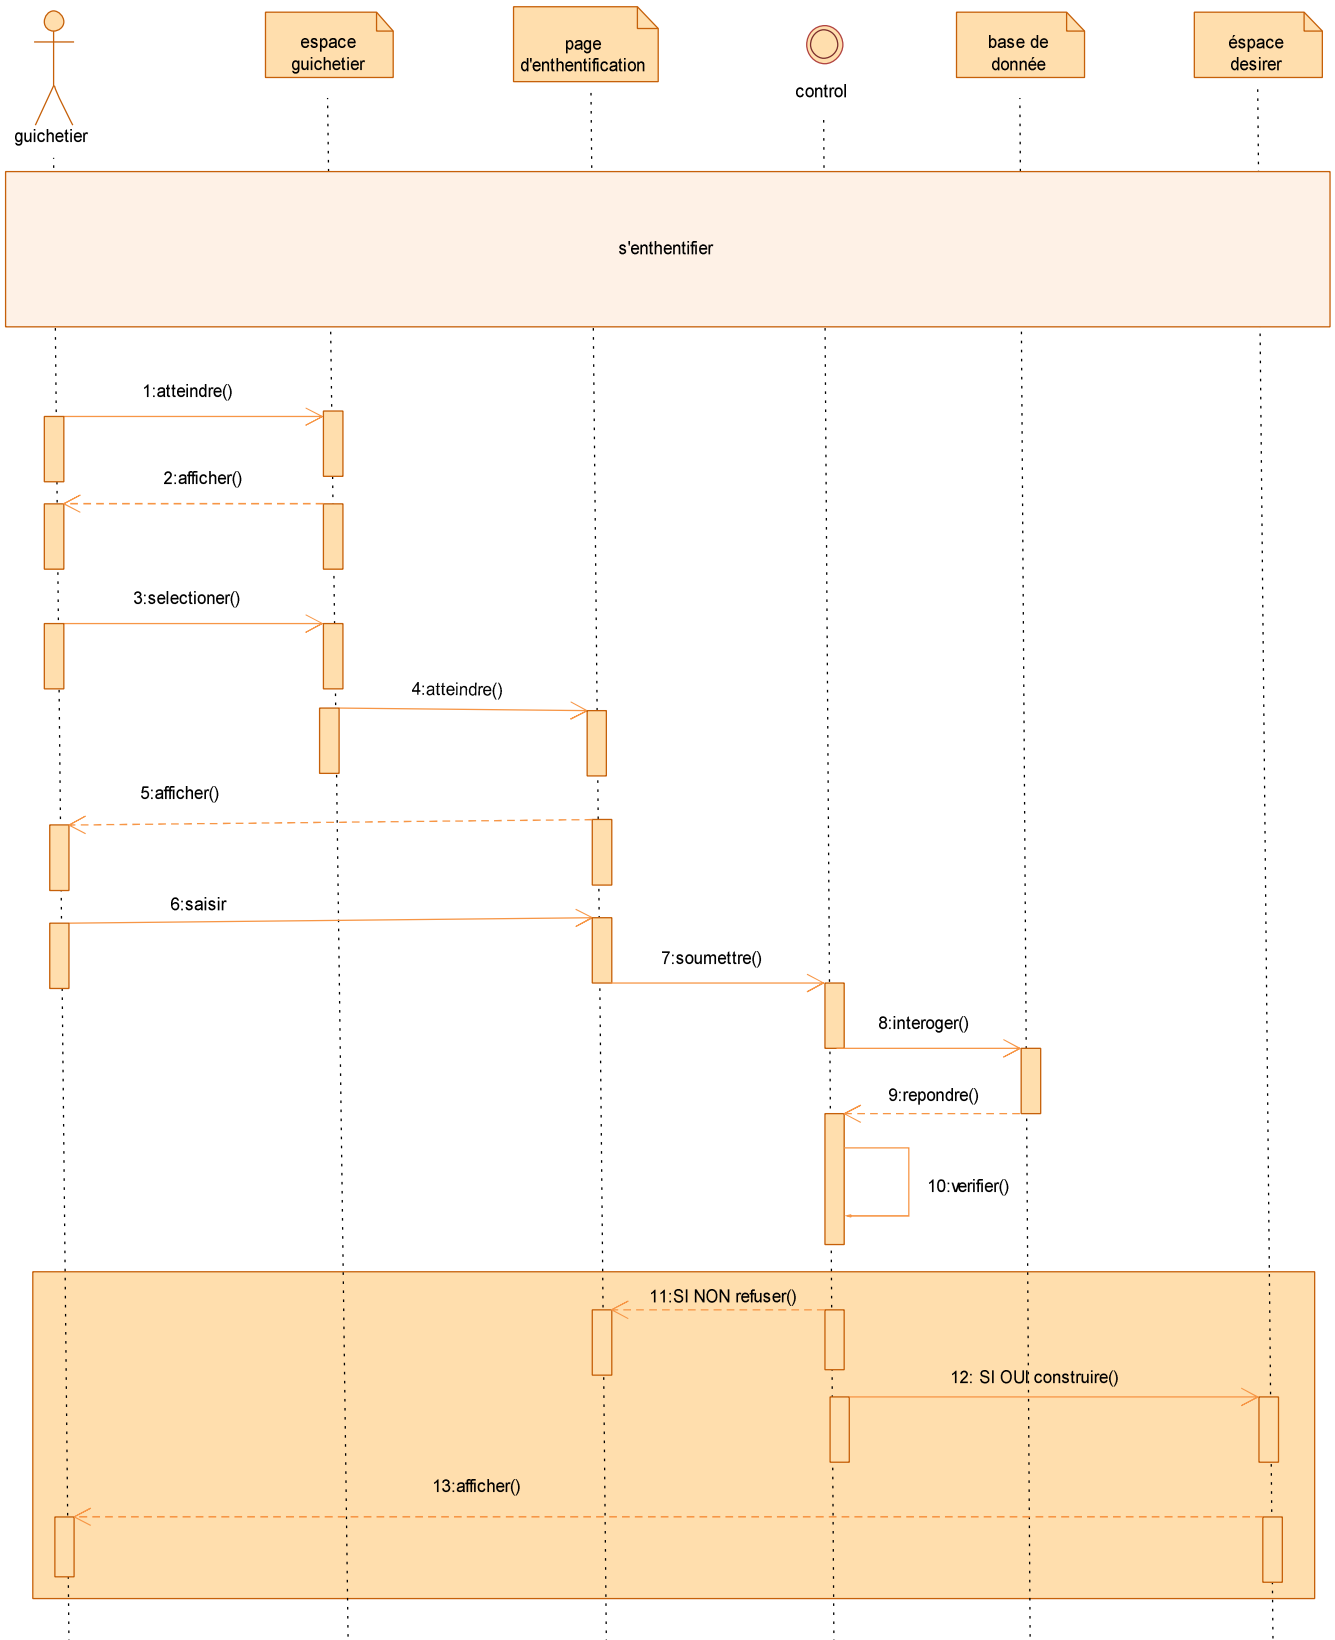 guichetier
espace
guichetier
page
d'enthentification
control
base de
donnée
éspace
desirer
s'enthentifier
1:atteindre()
2:afficher()
3:selectioner()
4:atteindre()
5:afficher()
6:saisir
7:soumettre()
8:interoger()
9:repondre()
10:verifier()
11:SI NON refuser()
12: SI OUI construire()
13:afficher()